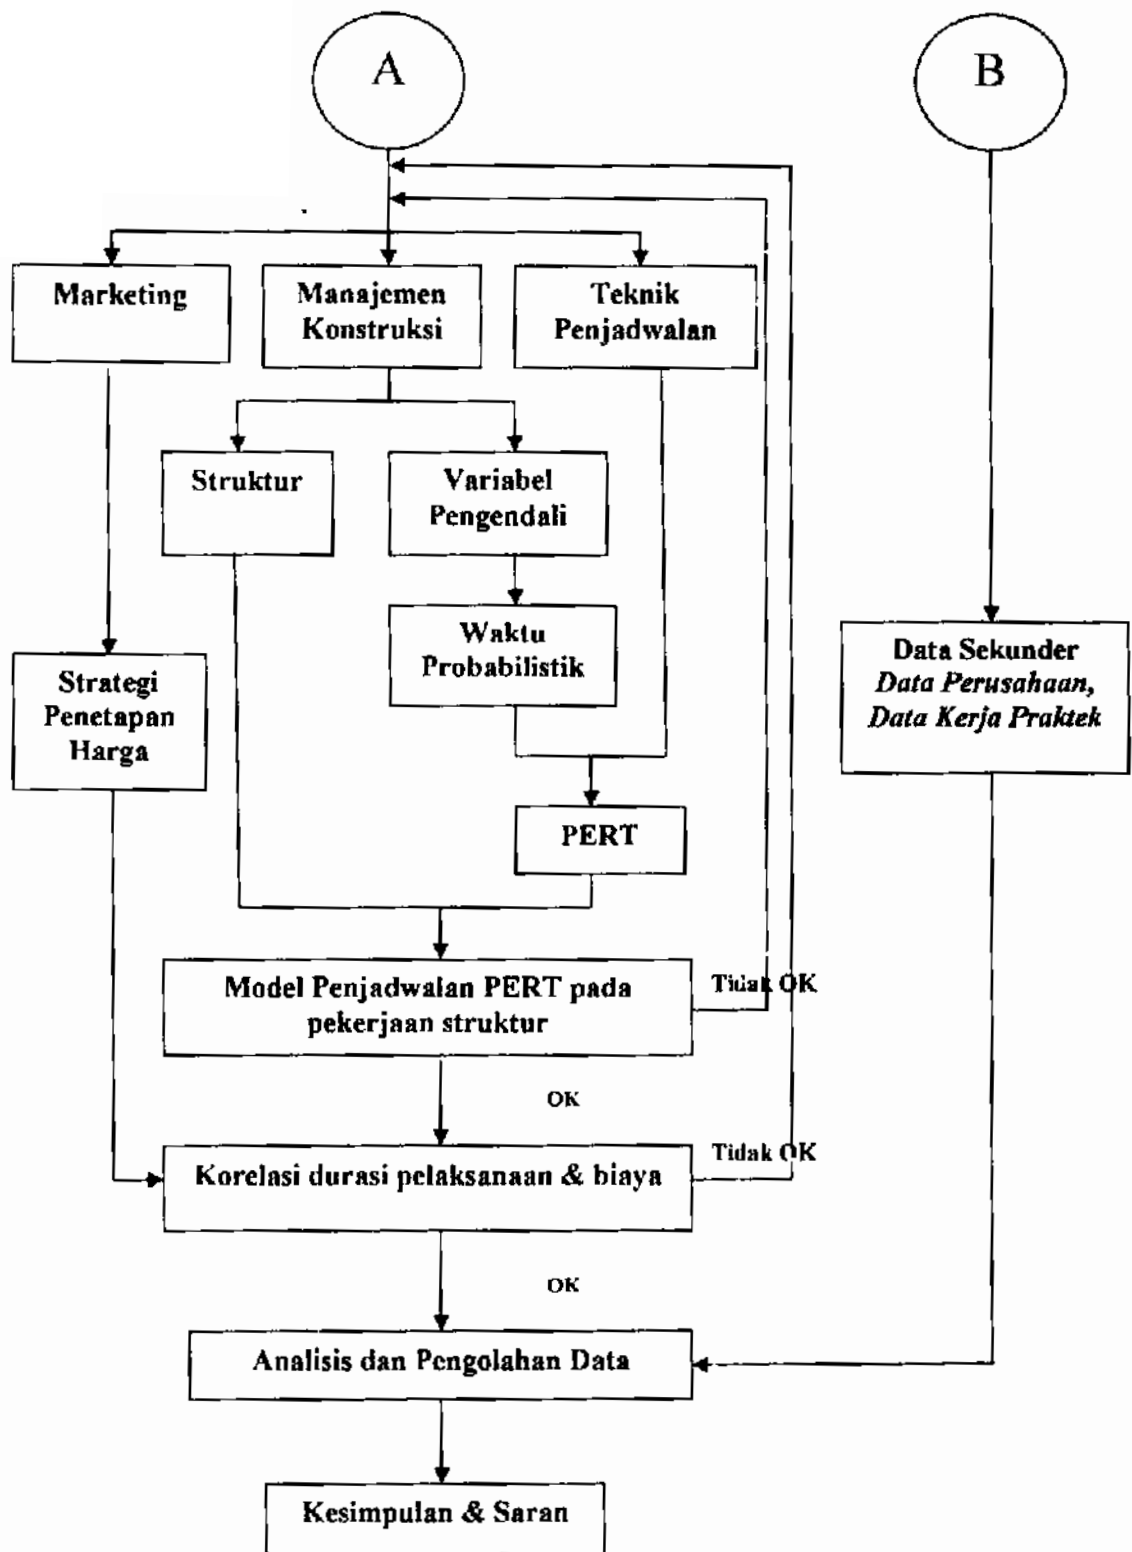 A
B
Marketing
Manajemen
Konstruksi
Teknik
Penjadwalan
Struktur
Variabel
Pengendali
Waktu
Probabilistik
Strategi
Penetapan
Harga
Data Sekunder
Data Perusahaan,
Data Kerja Praktek
PERT
Model Penjadwalan PERT pada
pekerjaan struktur
Tidak OK
OK
Korelasi durasi pelaksanaan & biaya
Tidak OK
OK
Analisis dan Pengolahan Data
Kesimpulan & Saran